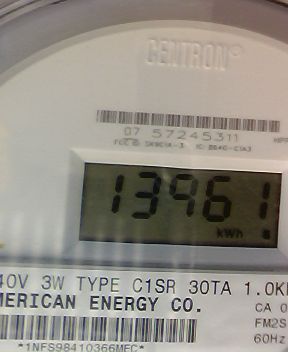 CENTRON®
07 57245311
13961
kWh
40V 3W TYPE C1SR 30TA 1.0K
MERICAN ENERGY CO.
CA 0
FM2S
60Hz
*1NFS98410366MEC*